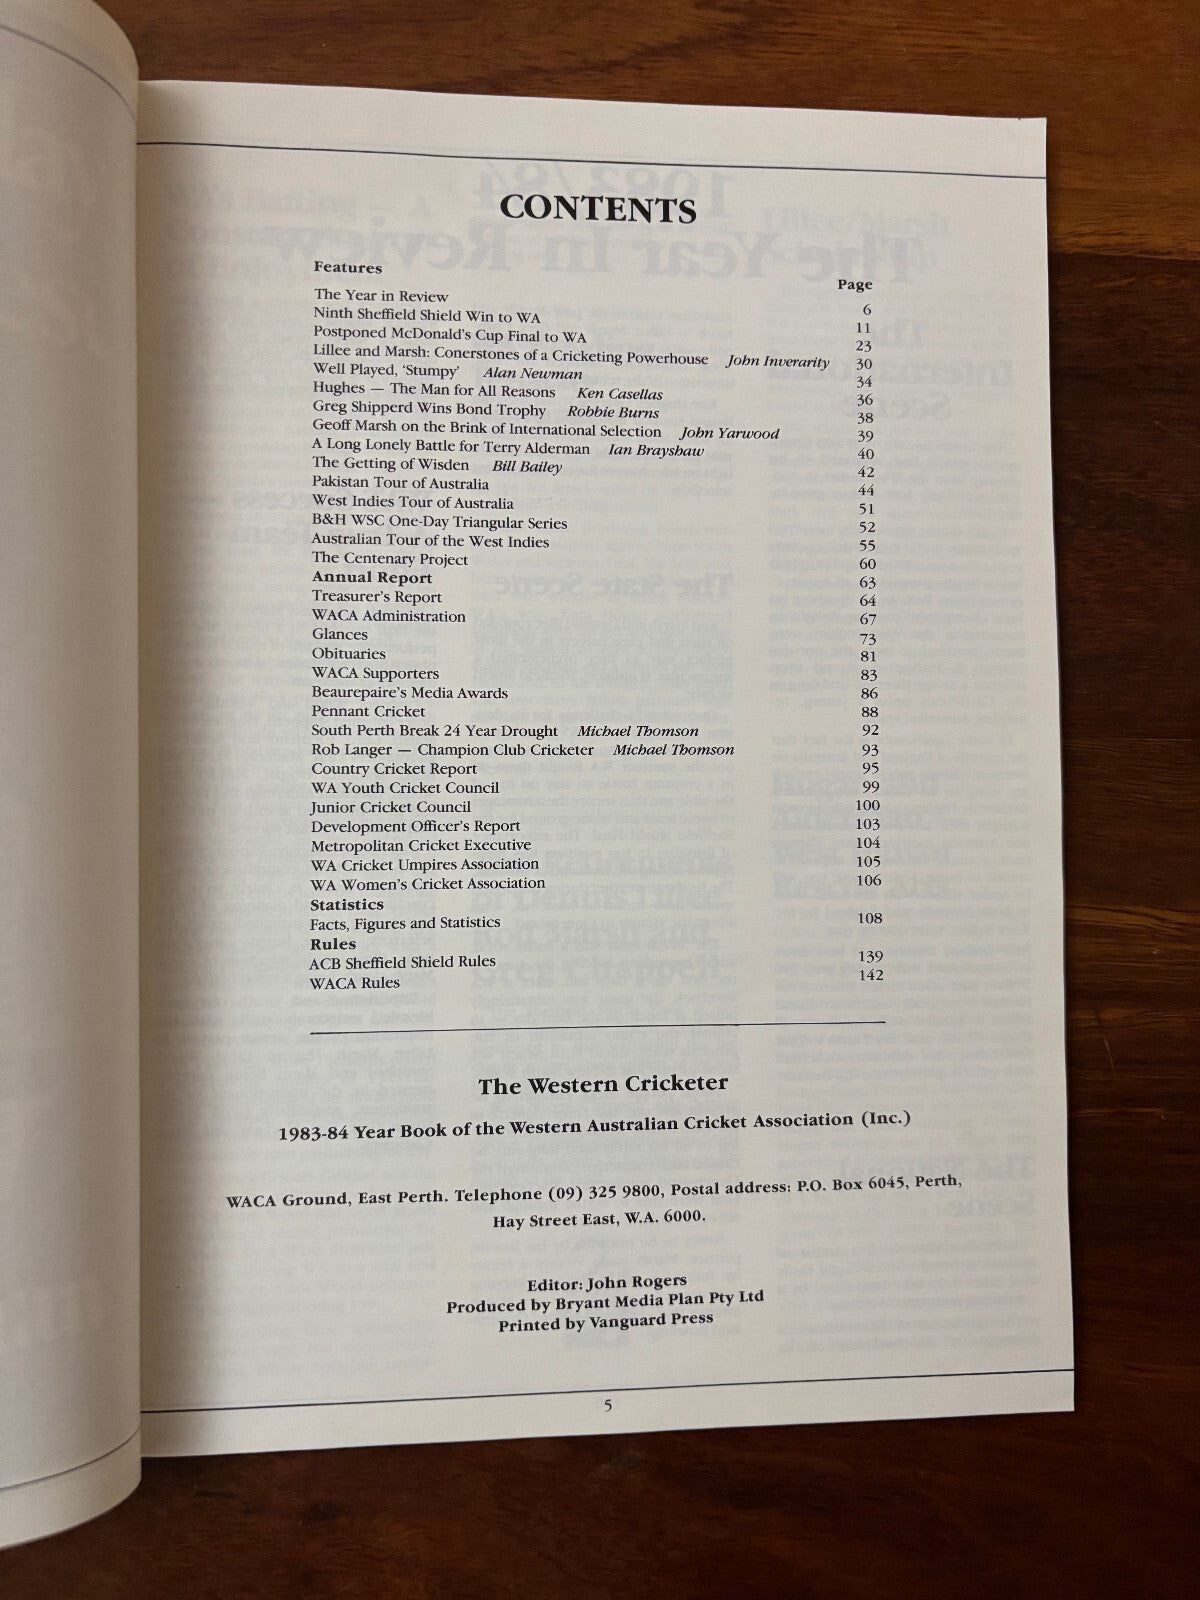 CONTENTS
Features Page
The Year in Review 6
Ninth Sheffield Shield Win to WA 11
Postponed McDonald's Cup Final to WA 23
Lillee and Marsh: Conerstones of a Cricketing Powerhouse John Inverarity 30
Well Played, 'Stumpy' Alan Newman 34
Hughes — The Man for All Reasons Ken Casellas 36
Greg Shipperd Wins Bond Trophy Robbie Burns 38
Geoff Marsh on the Brink of International Selection John Yarwood 39
A Long Lonely Battle for Terry Alderman Ian Brayshaw 40
The Getting of Wisden Bill Bailey 42
Pakistan Tour of Australia 44
West Indies Tour of Australia 51
B&H WSC One-Day Triangular Series 52
Australian Tour of the West Indies 55
The Centenary Project 60
Annual Report 63
Treasurer's Report 64
WACA Administration 67
Glances 73
Obituaries 81
WACA Supporters 83
Beaurepaire's Media Awards 86
Pennant Cricket 88
South Perth Break 24 Year Drought Michael Thomson 92
Rob Langer — Champion Club Cricketer Michael Thomson 93
Country Cricket Report 95
WA Youth Cricket Council 99
Junior Cricket Council 100
Development Officer's Report 103
Metropolitan Cricket Executive 104
WA Cricket Umpires Association 105
WA Women's Cricket Association 106
Statistics
Facts, Figures and Statistics 108
Rules
ACB Sheffield Shield Rules 139
WACA Rules 142
The Western Cricketer
1983-84 Year Book of the Western Australian Cricket Association (Inc.)
WACA Ground, East Perth. Telephone (09) 325 9800, Postal address: P.O. Box 6045, Perth,
Hay Street East, W.A. 6000.
Editor: John Rogers
Produced by Bryant Media Plan Pty Ltd
Printed by Vanguard Press
5